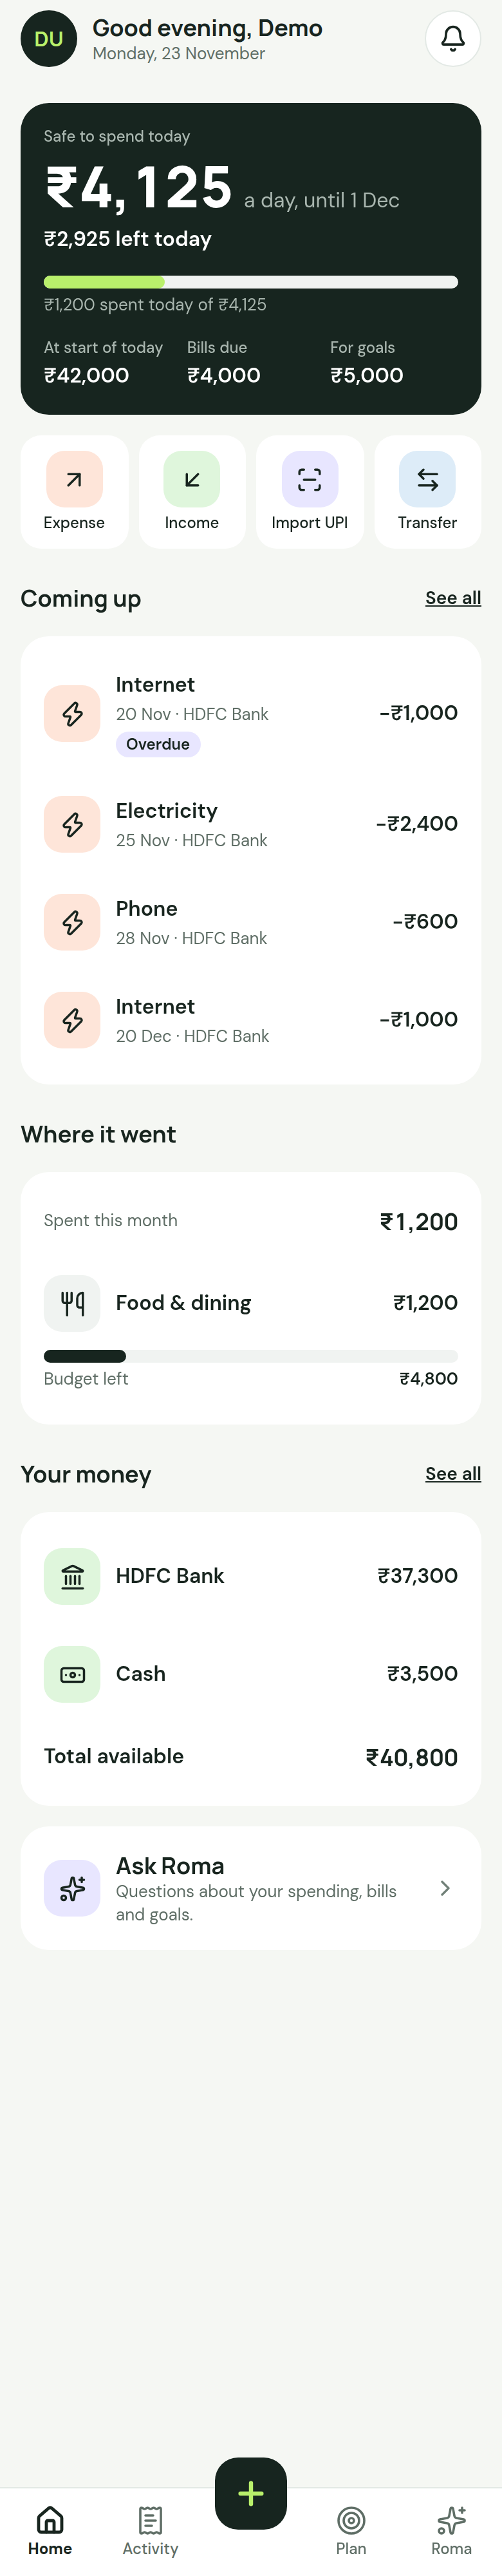 DU
Good evening, Demo
Monday, 23 November
Safe to spend today
₹4,125 a day, until 1 Dec
₹2,925 left today
₹1,200 spent today of ₹4,125
At start of today Bills due For goals
₹42,000 ₹4,000 ₹5,000
Expense Income Import UPI Transfer
Coming up See all
Internet
20 Nov · HDFC Bank -₹1,000
Overdue
Electricity
25 Nov · HDFC Bank -₹2,400
Phone
28 Nov · HDFC Bank -₹600
Internet
20 Dec · HDFC Bank -₹1,000
Where it went
Spent this month ₹1,200
Food & dining ₹1,200
Budget left ₹4,800
Your money See all
HDFC Bank ₹37,300
Cash ₹3,500
Total available ₹40,800
Ask Roma
Questions about your spending, bills
and goals.
Home Activity Plan Roma